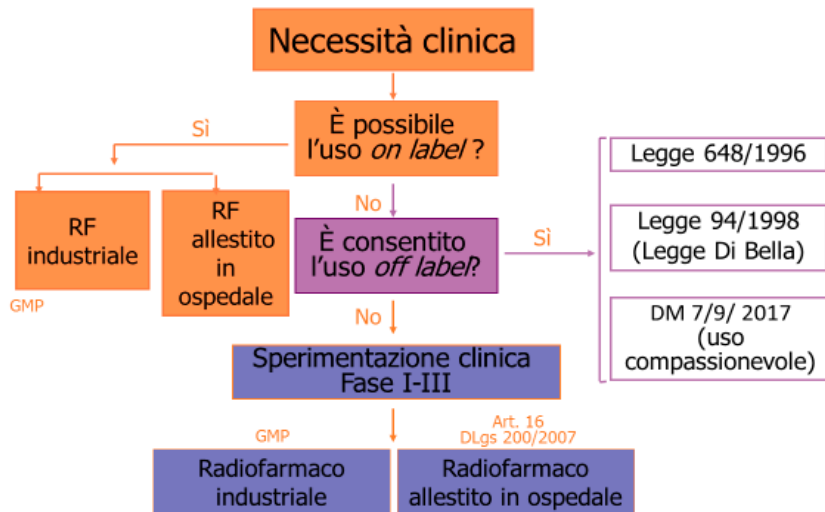 Necessità clinica
Sì
È possibile
l'uso on label ?
Legge 648/1996
RF
industriale
RF
allestito
in
ospedale
No
È consentito
l'uso off label?
Sì
Legge 94/1998
(Legge Di Bella)
GMP
No
DM 7/9/ 2017
(uso
compassionevole)
Sperimentazione clinica
Fase I-III
GMP
Art. 16
DLgs 200/2007
Radiofarmaco
industriale
Radiofarmaco
allestito in ospedale